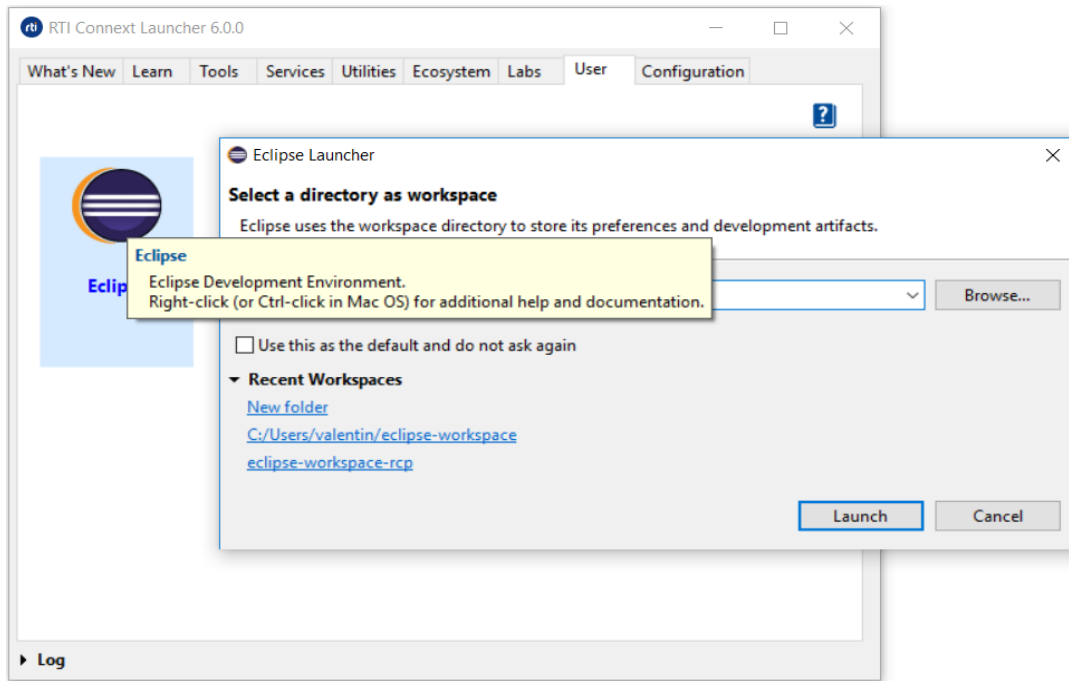 rti RTI Connext Launcher 6.0.0
What's New Learn Tools Services Utilities Ecosystem Labs User Configuration
?
Eclipse Launcher
Select a directory as workspace
Eclipse uses the workspace directory to store its preferences and development artifacts.
Eclip
Eclipse
Eclipse Development Environment.
Right-click (or Ctrl-click in Mac OS) for additional help and documentation.
Browse...
Use this as the default and do not ask again
Recent Workspaces
New folder
C:/Users/valentin/eclipse-workspace
eclipse-workspace-rcp
Launch Cancel
Log